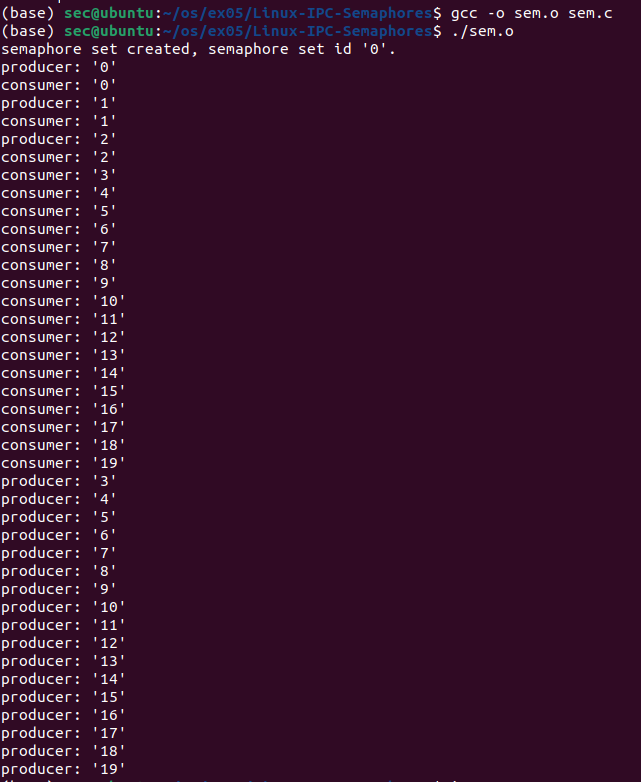 (base) sec@ubuntu:~/os/ex05/Linux-IPC-Semaphores$ gcc -o sem.o sem.c
(base) sec@ubuntu:~/os/ex05/Linux-IPC-Semaphores$ ./sem.o
semaphore set created, semaphore set id '0'.
producer: '0'
consumer: '0'
producer: '1'
consumer: '1'
producer: '2'
consumer: '2'
consumer: '3'
consumer: '4'
consumer: '5'
consumer: '6'
consumer: '7'
consumer: '8'
consumer: '9'
consumer: '10'
consumer: '11'
consumer: '12'
consumer: '13'
consumer: '14'
consumer: '15'
consumer: '16'
consumer: '17'
consumer: '18'
consumer: '19'
producer: '3'
producer: '4'
producer: '5'
producer: '6'
producer: '7'
producer: '8'
producer: '9'
producer: '10'
producer: '11'
producer: '12'
producer: '13'
producer: '14'
producer: '15'
producer: '16'
producer: '17'
producer: '18'
producer: '19'